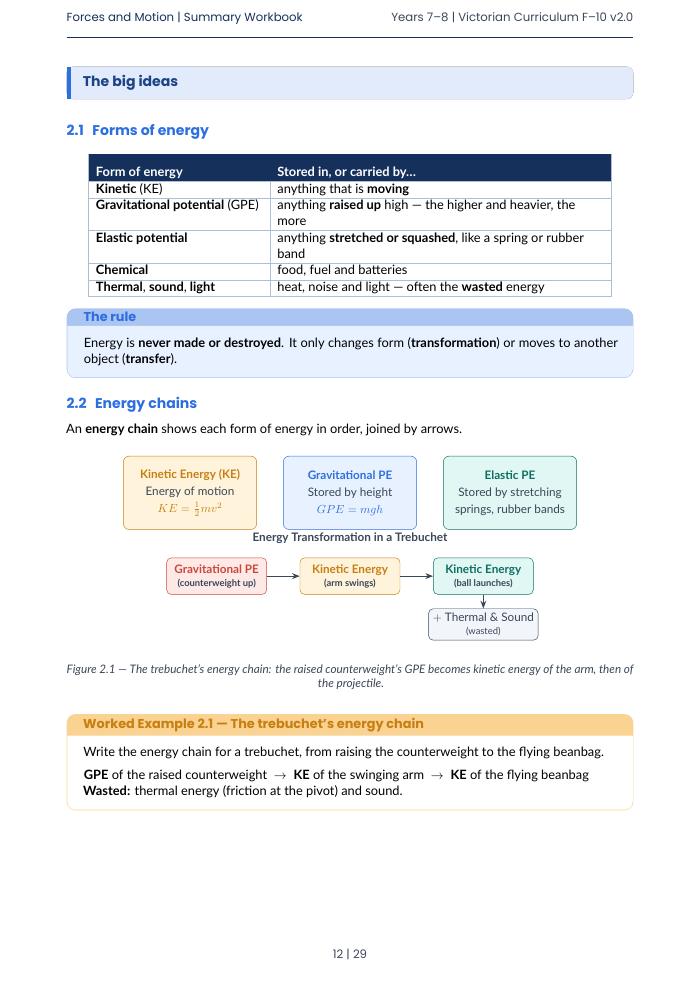 Forces and Motion | Summary Workbook Years 7–8 | Victorian Curriculum F–10 v2.0
The big ideas
2.1 Forms of energy
Form of energy Stored in, or carried by...
Kinetic (KE) anything that is moving
Gravitational potential (GPE) anything raised up high — the higher and heavier, the
more
Elastic potential anything stretched or squashed, like a spring or rubber
band
Chemical food, fuel and batteries
Thermal, sound, light heat, noise and light — often the wasted energy
The rule
Energy is never made or destroyed. It only changes form (transformation) or moves to another
object (transfer).
2.2 Energy chains
An energy chain shows each form of energy in order, joined by arrows.
Kinetic Energy (KE) Gravitational PE Elastic PE
Energy of motion Stored by height Stored by stretching
KE = ½mv² GPE = mgh springs, rubber bands
Energy Transformation in a Trebuchet
Gravitational PE Kinetic Energy Kinetic Energy
(counterweight up) (arm swings) (ball launches)
+ Thermal & Sound
(wasted)
Figure 2.1 — The trebuchet's energy chain: the raised counterweight's GPE becomes kinetic energy of the arm, then of
the projectile.
Worked Example 2.1 — The trebuchet's energy chain
Write the energy chain for a trebuchet, from raising the counterweight to the flying beanbag.
GPE of the raised counterweight → KE of the swinging arm → KE of the flying beanbag
Wasted: thermal energy (friction at the pivot) and sound.
12 | 29